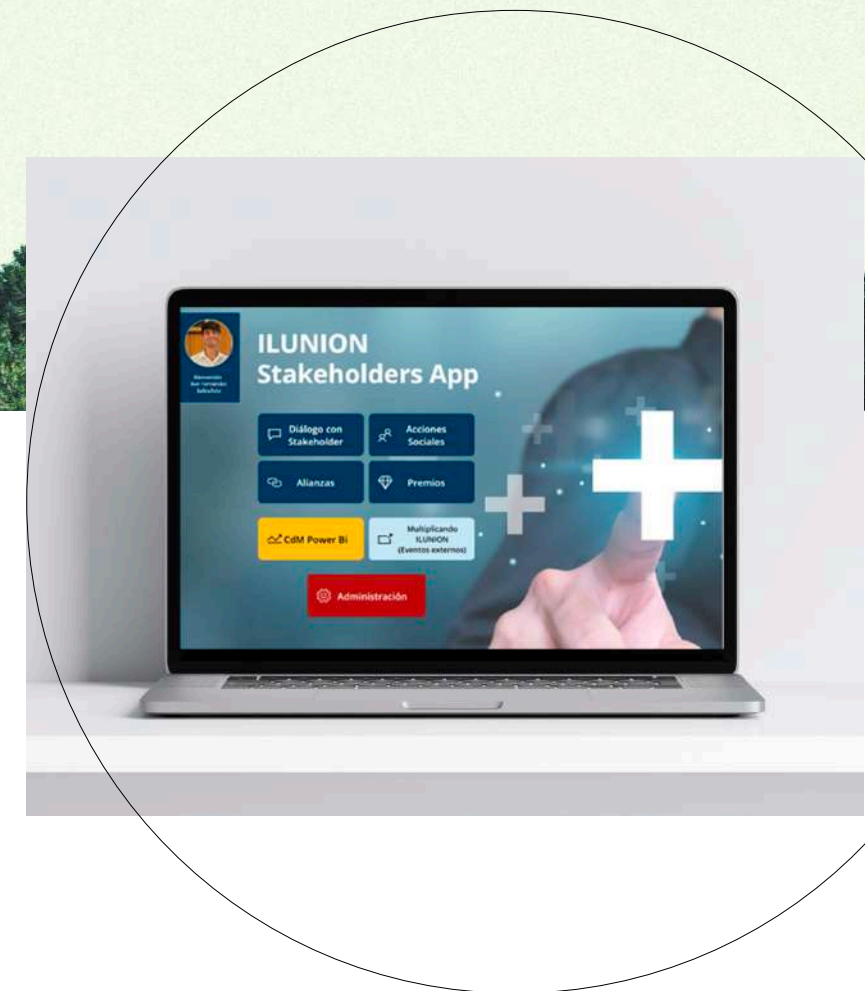 ILUNION
Stakeholders App
Diálogo con
Stakeholder
Acciones
Sociales
Alianzas
Premios
CdM Power Bi
Multiplicando
ILUNION
(Eventos externos)
Administración